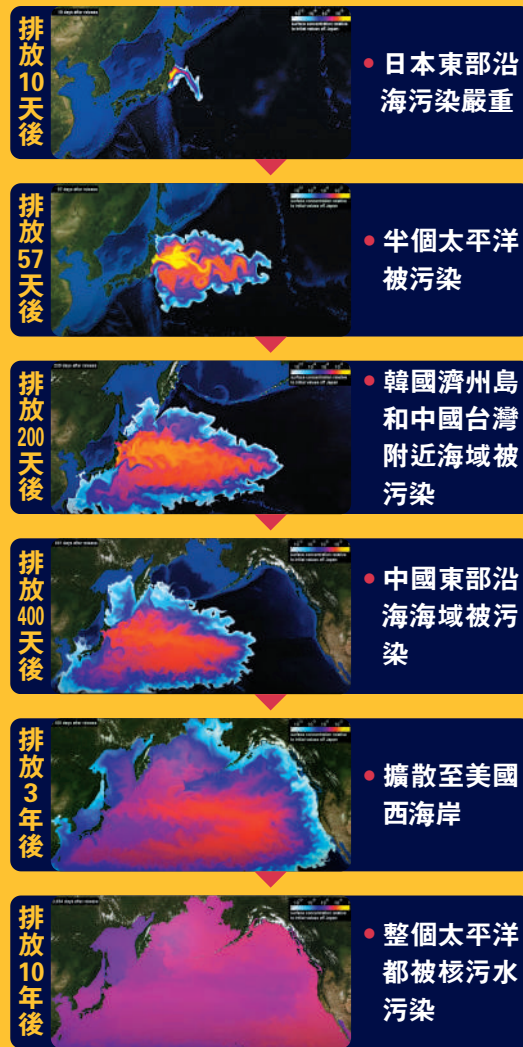 排放10天後
日本東部沿
海污染嚴重
排放57天後
半個太平洋
被污染
排放200天後
韓國濟州島
和中國台灣
附近海域被
污染
排放400天後
中國東部沿
海海域被污
染
排放3年後
擴散至美國
西海岸
排放10年後
整個太平洋
都被核污水
污染